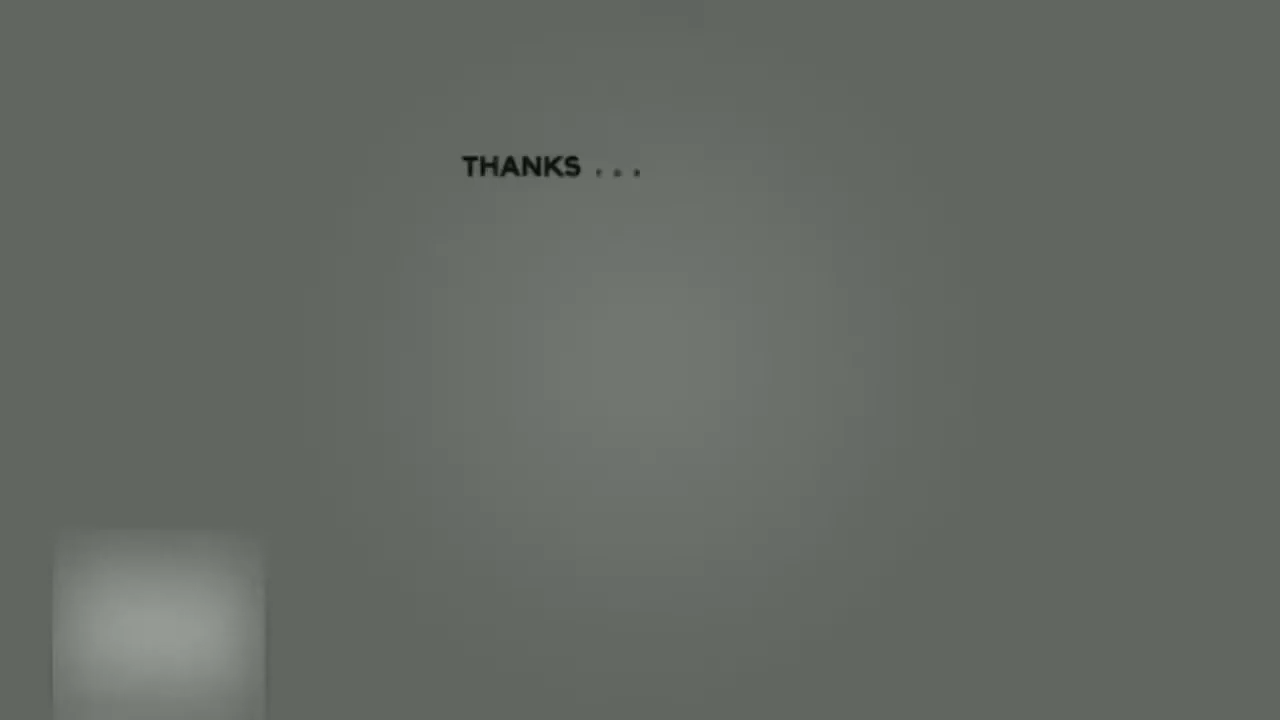 THANKS . . .